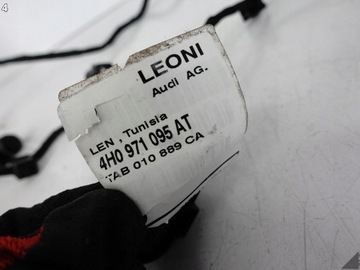 4
LEONI
Audi AG.
LEN , Tunisia
4H0 971 095 AT
TAB 010 889 CA